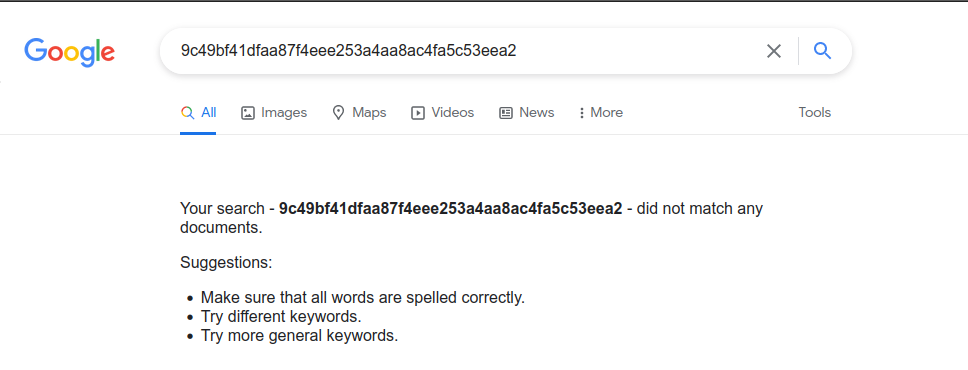 Google
9c49bf41dfaa87f4eee253a4aa8ac4fa5c53eea2
All Images Maps Videos News More Tools
Your search - 9c49bf41dfaa87f4eee253a4aa8ac4fa5c53eea2 - did not match any
documents.
Suggestions:
Make sure that all words are spelled correctly.
Try different keywords.
Try more general keywords.